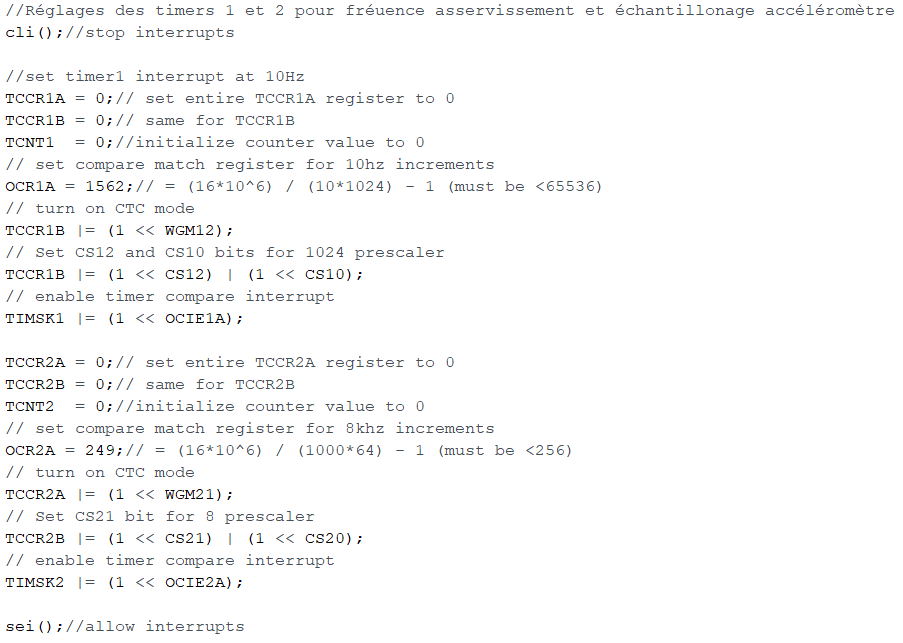 //Réglages des timers 1 et 2 pour fréuence asservissement et échantillonage accéléromètre
cli();//stop interrupts
//set timer1 interrupt at 10Hz
TCCR1A = 0;// set entire TCCR1A register to 0
TCCR1B = 0;// same for TCCR1B
TCNT1  = 0;//initialize counter value to 0
// set compare match register for 10hz increments
OCR1A = 1562;// = (16*10^6) / (10*1024) - 1 (must be <65536)
// turn on CTC mode
TCCR1B |= (1 << WGM12);
// Set CS12 and CS10 bits for 1024 prescaler
TCCR1B |= (1 << CS12) | (1 << CS10);
// enable timer compare interrupt
TIMSK1 |= (1 << OCIE1A);
TCCR2A = 0;// set entire TCCR2A register to 0
TCCR2B = 0;// same for TCCR2B
TCNT2  = 0;//initialize counter value to 0
// set compare match register for 8khz increments
OCR2A = 249;// = (16*10^6) / (1000*64) - 1 (must be <256)
// turn on CTC mode
TCCR2A |= (1 << WGM21);
// Set CS21 bit for 8 prescaler
TCCR2B |= (1 << CS21) | (1 << CS20);
// enable timer compare interrupt
TIMSK2 |= (1 << OCIE2A);
sei();//allow interrupts